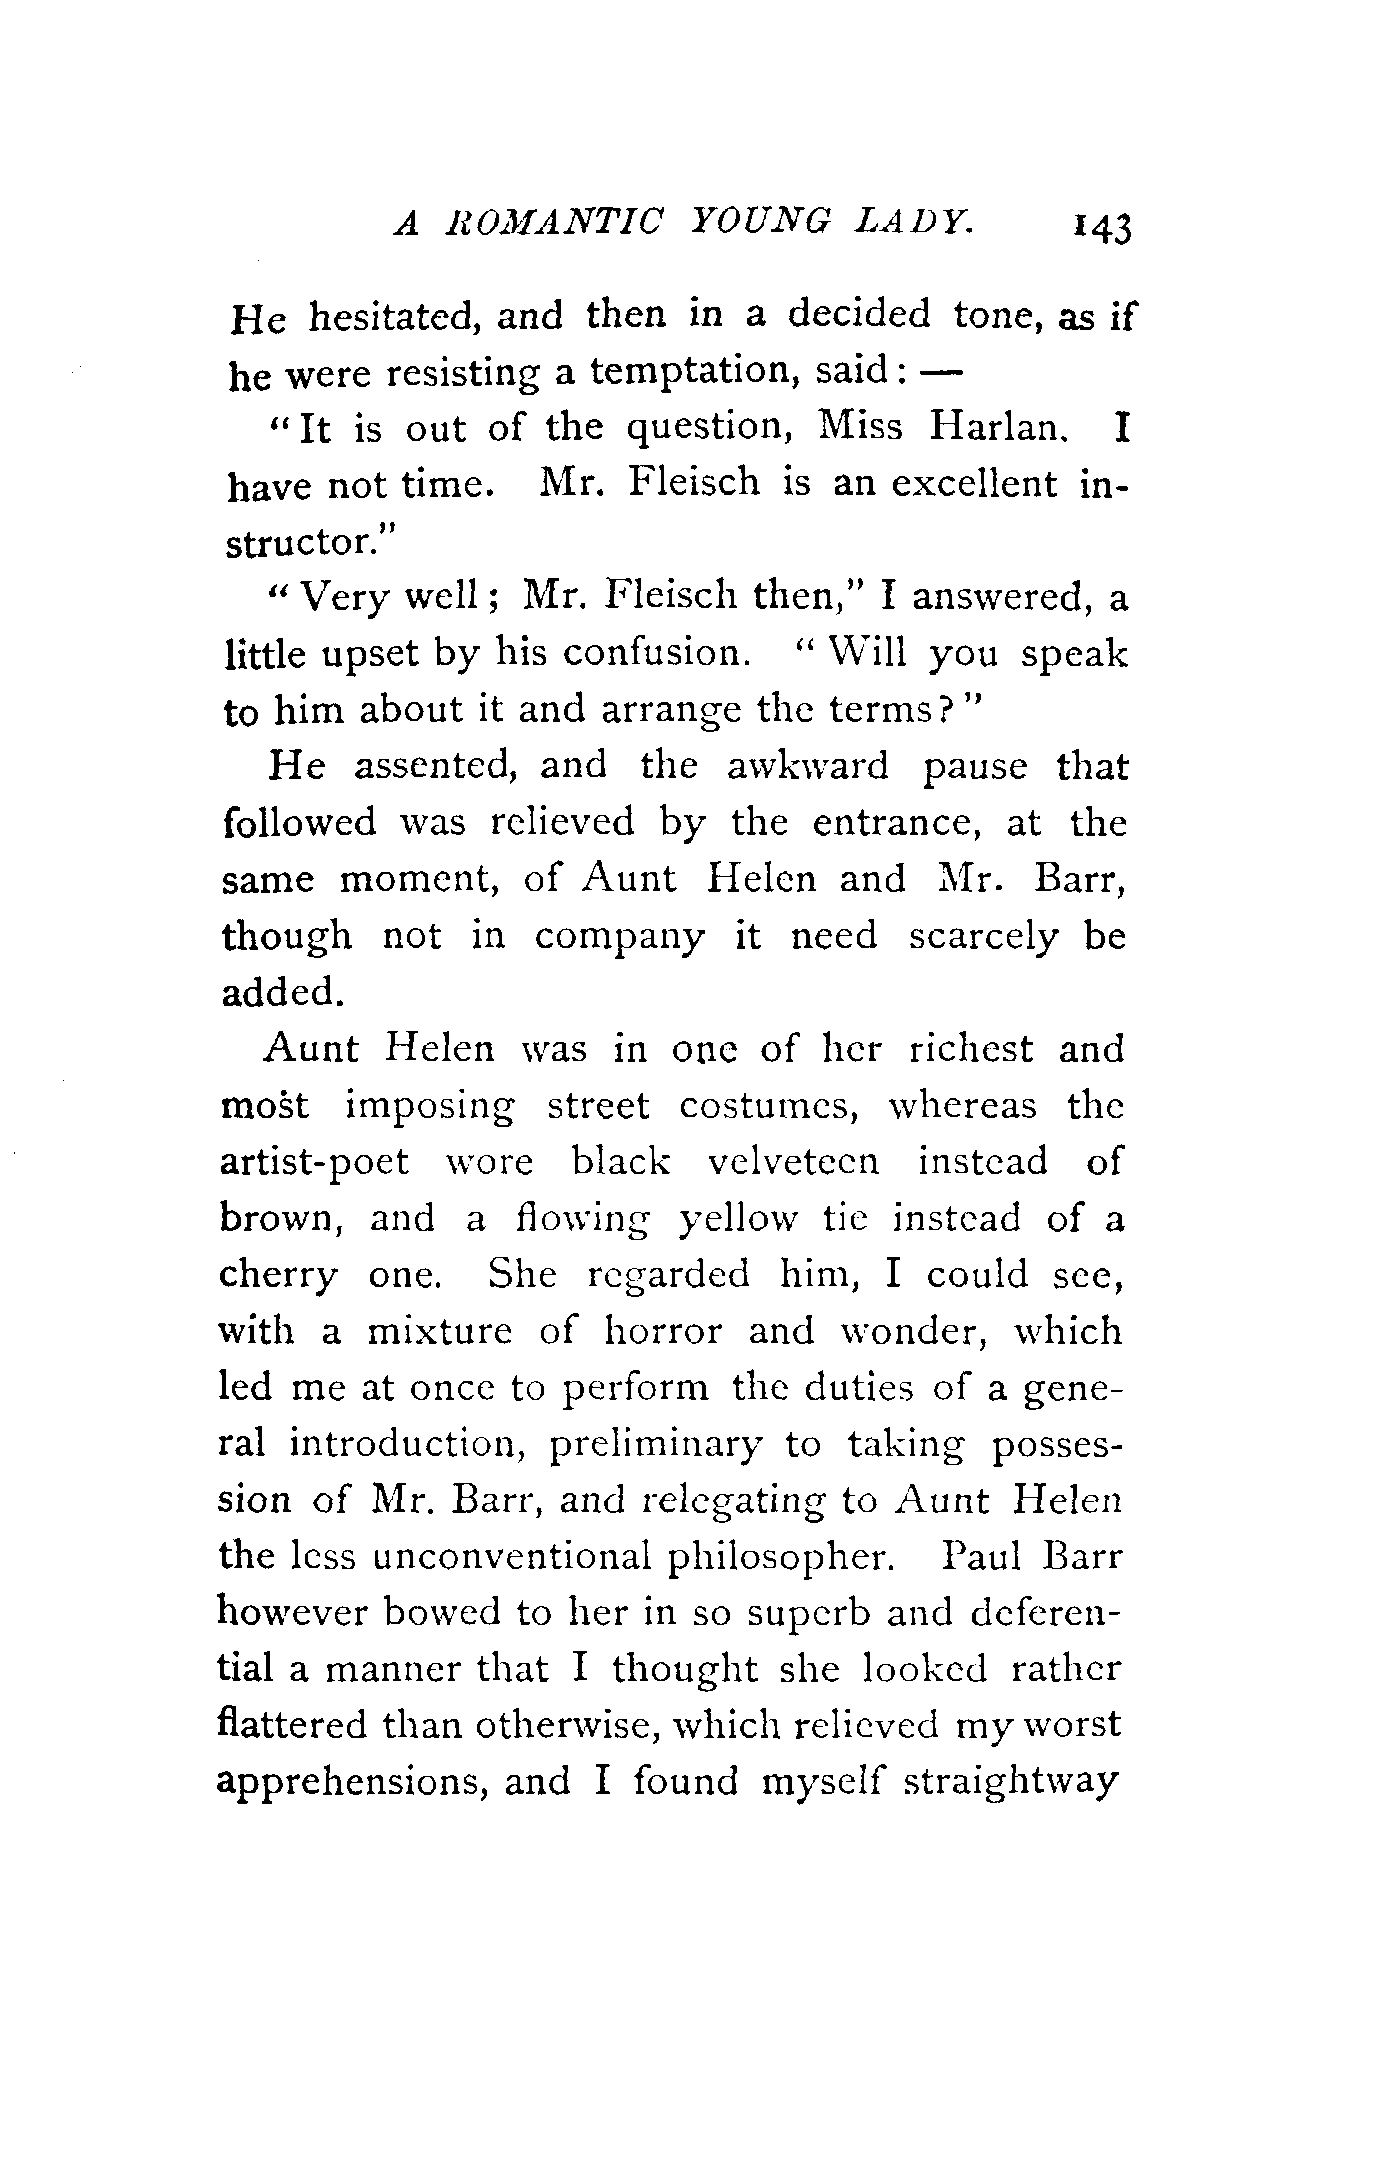 A ROMANTIC YOUNG LADY. 143
He hesitated, and then in a decided tone, as if
he were resisting a temptation, said: —
"It is out of the question, Miss Harlan. I
have not time. Mr. Fleisch is an excellent in-
structor."
"Very well; Mr. Fleisch then," I answered, a
little upset by his confusion. "Will you speak
to him about it and arrange the terms?"
He assented, and the awkward pause that
followed was relieved by the entrance, at the
same moment, of Aunt Helen and Mr. Barr,
though not in company it need scarcely be
added.
Aunt Helen was in one of her richest and
most imposing street costumes, whereas the
artist-poet wore black velveteen instead of
brown, and a flowing yellow tie instead of a
cherry one. She regarded him, I could see,
with a mixture of horror and wonder, which
led me at once to perform the duties of a gene-
ral introduction, preliminary to taking posses-
sion of Mr. Barr, and relegating to Aunt Helen
the less unconventional philosopher. Paul Barr
however bowed to her in so superb and deferen-
tial a manner that I thought she looked rather
flattered than otherwise, which relieved my worst
apprehensions, and I found myself straightway